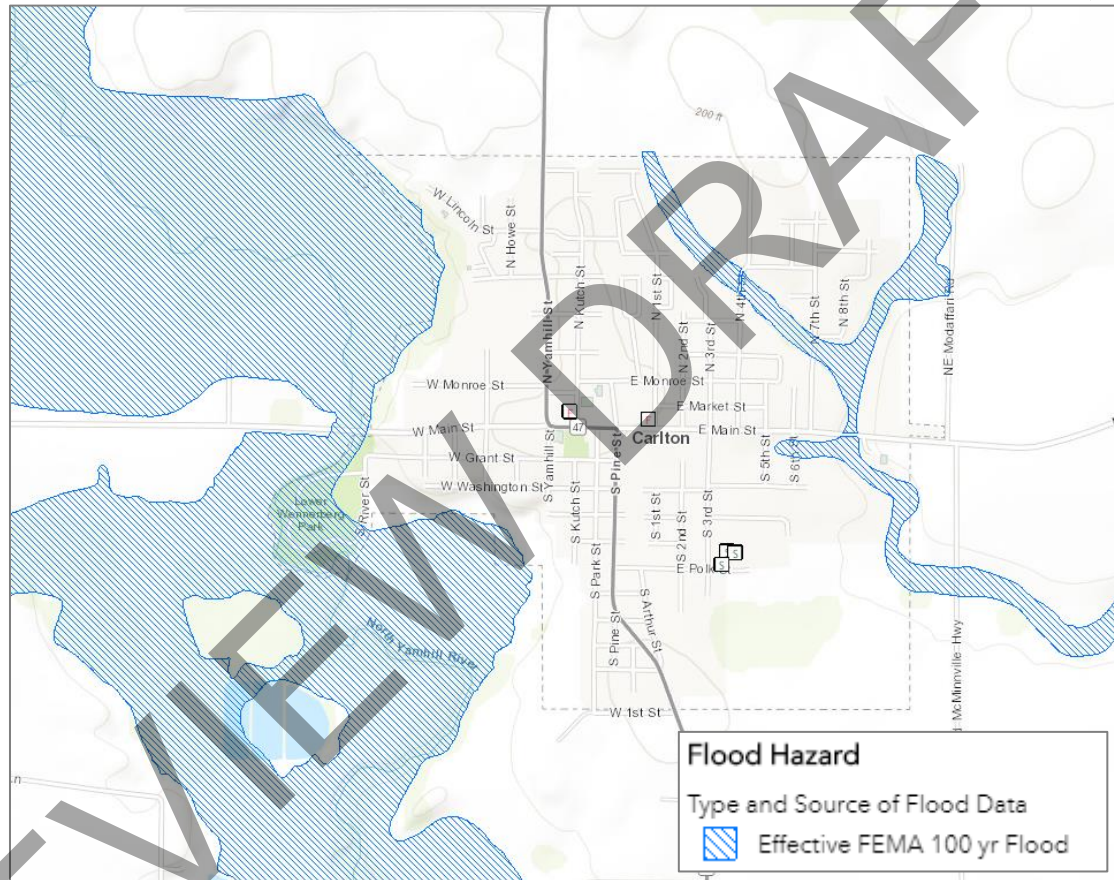 200 ft
W Lincoln St
N Howe St
N Kutch St
N 1st St
N 4th St
N 7th St
N 8th St
N 2nd St
N 3rd St
N Yamhill St
NE Modaffari Rd
W Monroe St
E Monroe St
E Market St
W Main St
47
E Main St
Carlton
W Grant St
W Washington St
S Yamhill St
S Pine St
S 5th St
S 6th St
S River St
Lower
Wennerberg
Park
S Kutch St
S 1st St
S 2nd St
S 3rd St
F
S
S
E Polk St
S Park St
S Arthur St
North Yamhill River
S Pine St
McMinnville Hwy
W 1st St
Flood Hazard
Type and Source of Flood Data
Effective FEMA 100 yr Flood
VIEW DRAF